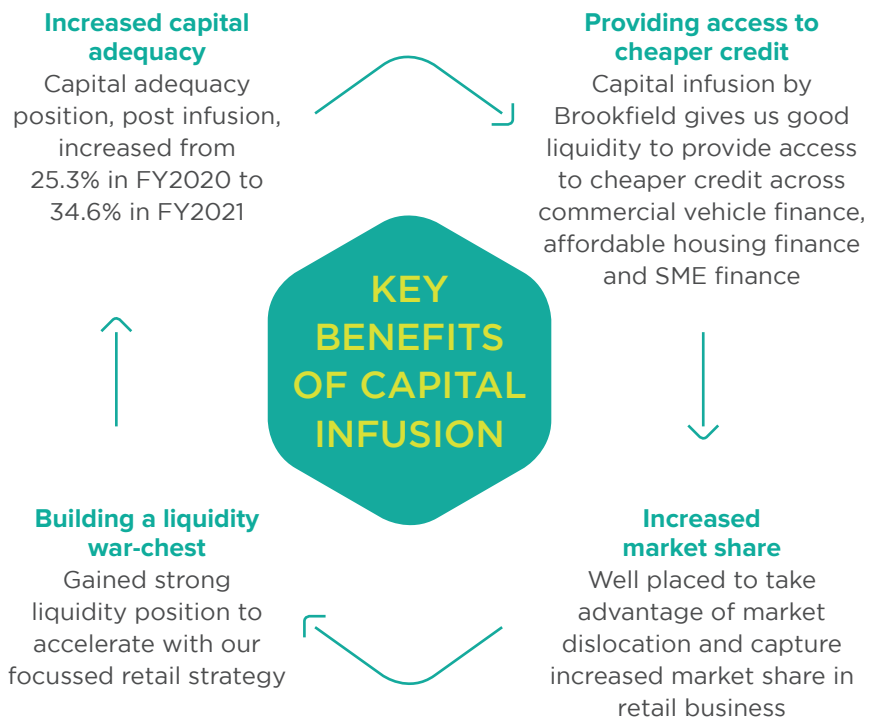 Increased capital
adequacy
Capital adequacy
position, post infusion,
increased from
25.3% in FY2020 to
34.6% in FY2021
Providing access to
cheaper credit
Capital infusion by
Brookfield gives us good
liquidity to provide access
to cheaper credit across
commercial vehicle finance,
affordable housing finance
and SME finance
KEY
BENEFITS
OF CAPITAL
INFUSION
Building a liquidity
war-chest
Gained strong
liquidity position to
accelerate with our
focussed retail strategy
Increased
market share
Well placed to take
advantage of market
dislocation and capture
increased market share in
retail business